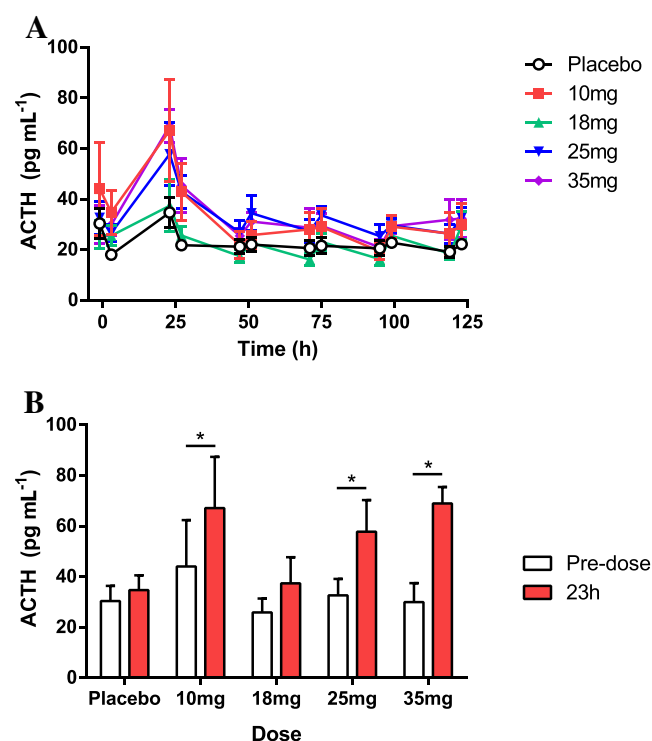 A
100
80
60
40
20
0
ACTH (pg mL⁻¹)
0 25 50 75 100 125
Time (h)
Placebo
10mg
18mg
25mg
35mg
B
100
80
60
40
20
0
ACTH (pg mL⁻¹)
* * *
Placebo 10mg 18mg 25mg 35mg
Dose
Pre-dose
23h